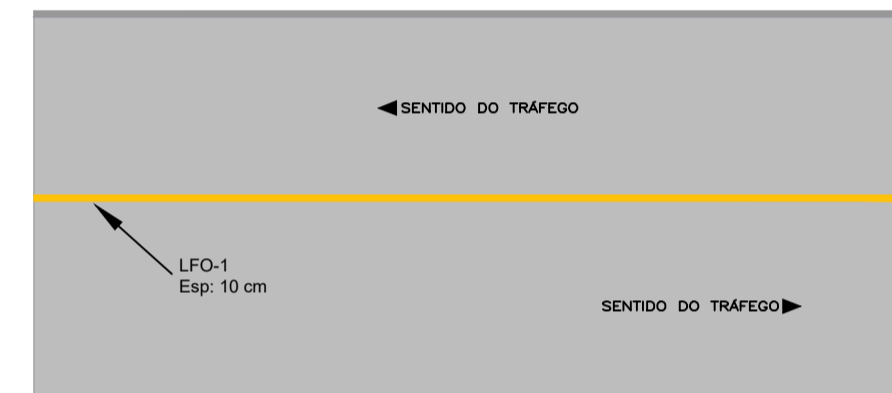 SENTIDO DO TRÁFEGO
LFO-1
Esp: 10 cm
SENTIDO DO TRÁFEGO